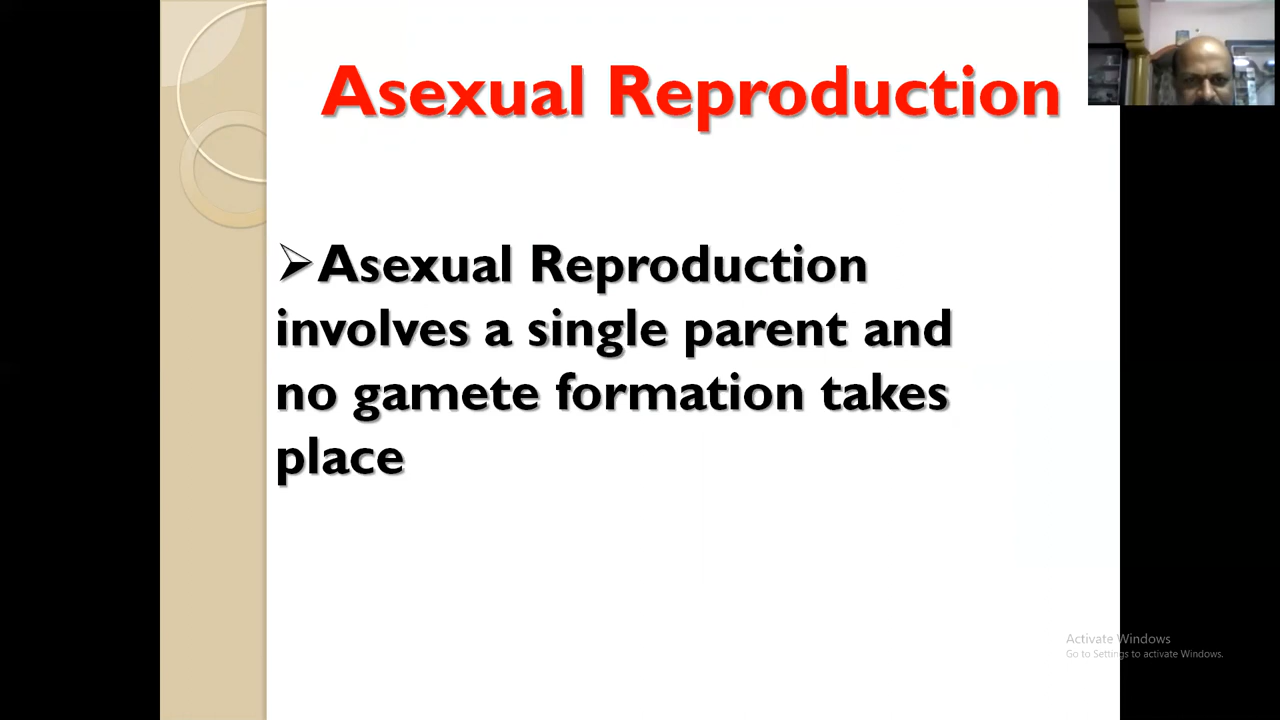 Asexual Reproduction
➢Asexual Reproduction
involves a single parent and
no gamete formation takes
place
Activate Windows
Go to Settings to activate Windows.